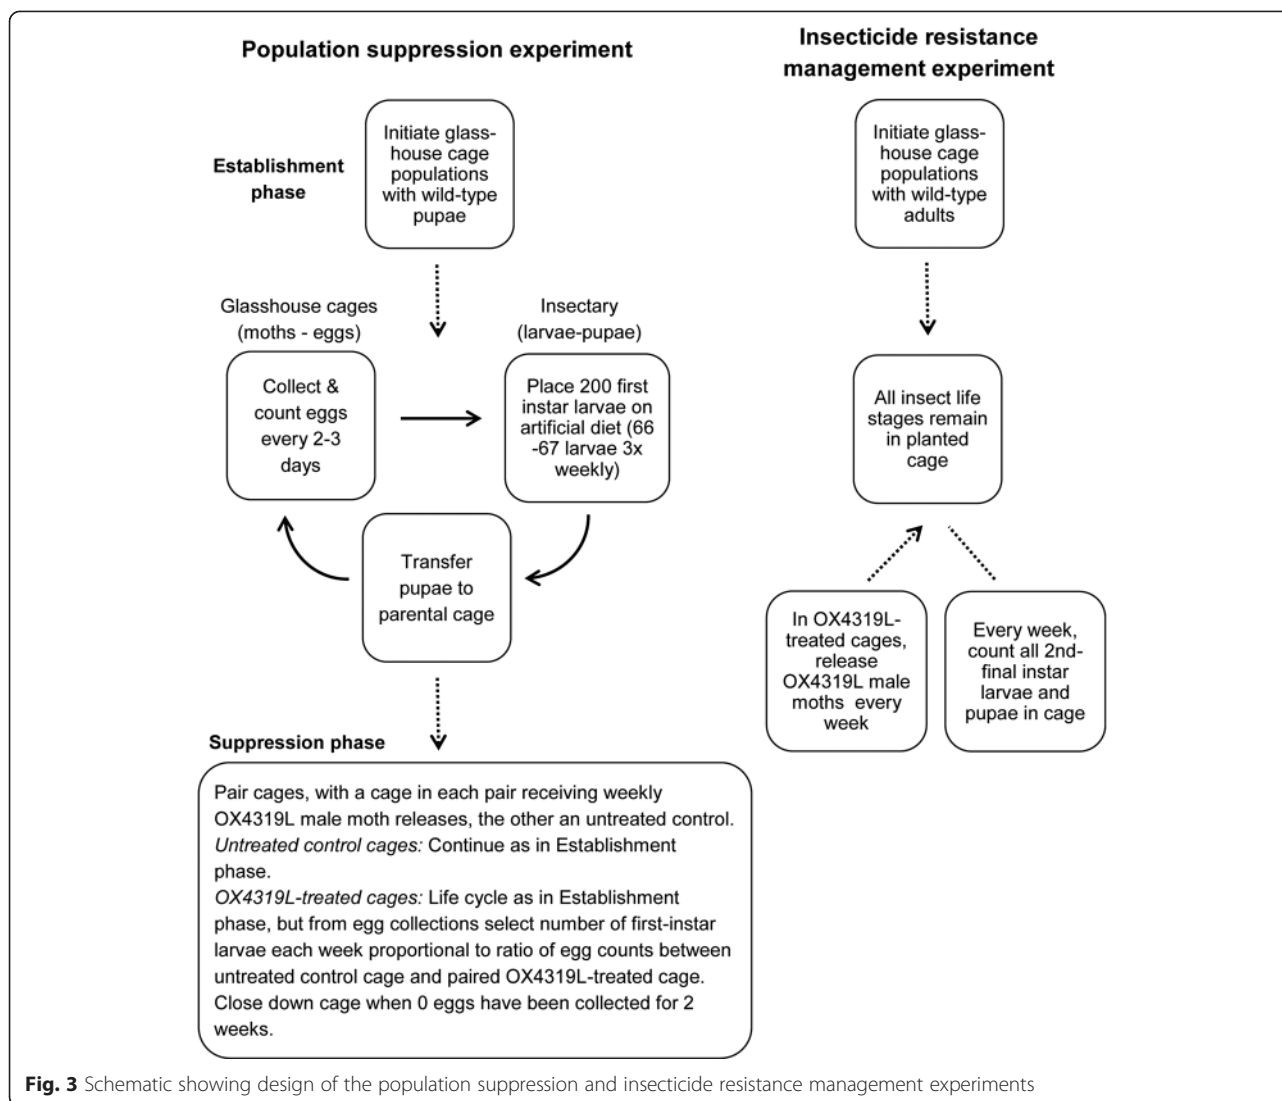 Population suppression experiment
Establishment
phase
Initiate glass-
house cage
populations
with wild-type
pupae
Glasshouse cages
(moths - eggs)
Insectary
(larvae-pupae)
Collect &
count eggs
every 2-3
days
Place 200 first
instar larvae on
artificial diet (66
-67 larvae 3x
weekly)
Transfer
pupae to
parental cage
Suppression phase
Pair cages, with a cage in each pair receiving weekly
OX4319L male moth releases, the other an untreated control.
Untreated control cages: Continue as in Establishment
phase.
OX4319L-treated cages: Life cycle as in Establishment
phase, but from egg collections select number of first-instar
larvae each week proportional to ratio of egg counts between
untreated control cage and paired OX4319L-treated cage.
Close down cage when 0 eggs have been collected for 2
weeks.
Insecticide resistance
management experiment
Initiate glass-
house cage
populations
with wild-type
adults
All insect life
stages remain
in planted
cage
In OX4319L-
treated cages,
release
OX4319L male
moths every
week
Every week,
count all 2nd-
final instar
larvae and
pupae in cage
Fig. 3 Schematic showing design of the population suppression and insecticide resistance management experiments